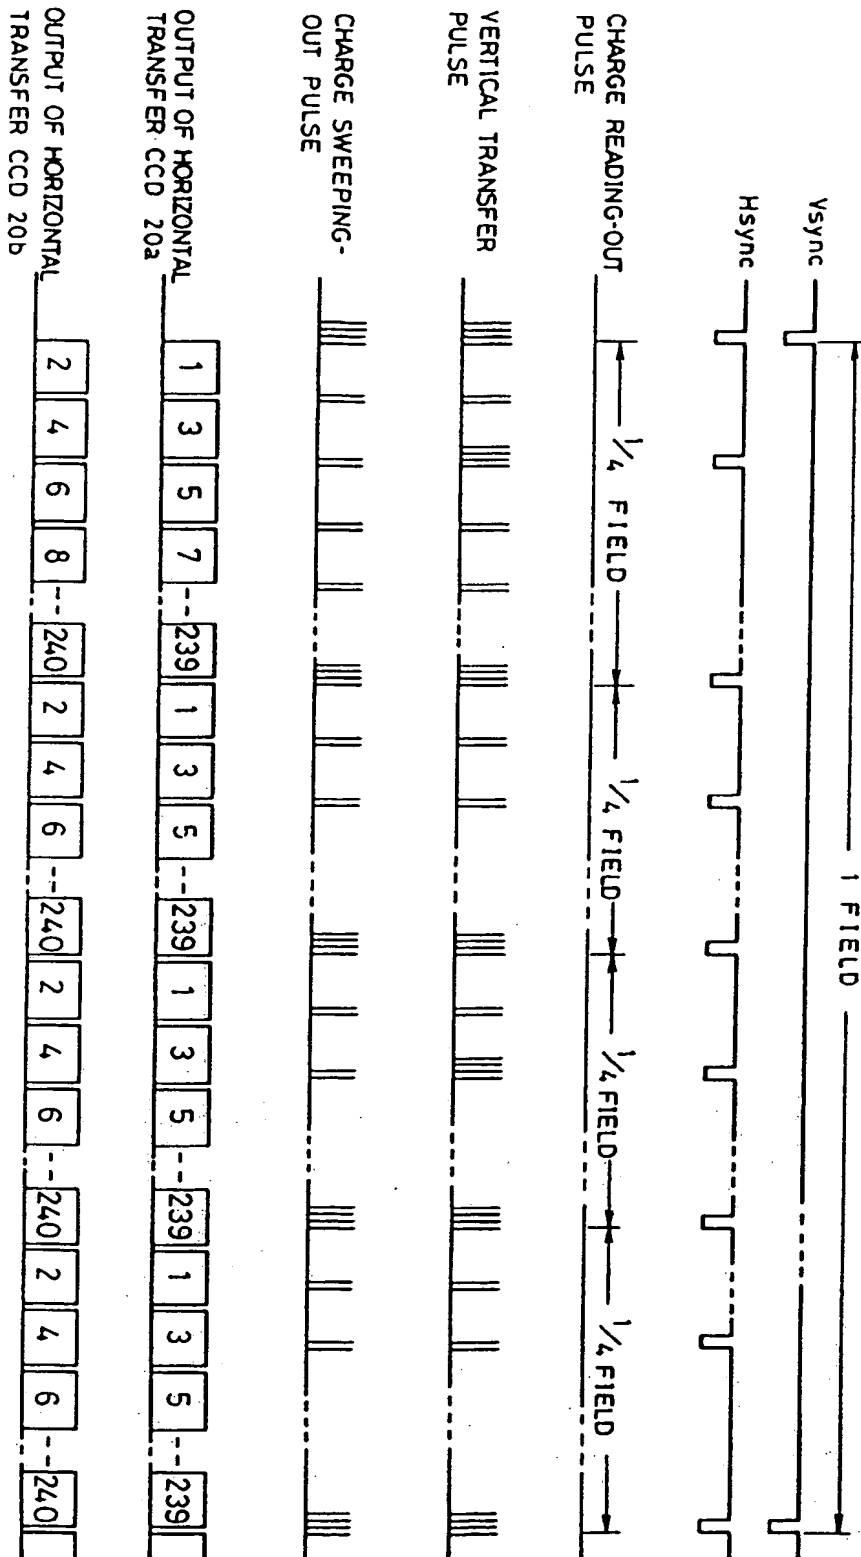 1 FIELD
Vsync
Hsync
CHARGE READING-OUT
PULSE
1/4 FIELD
1/4 FIELD
1/4 FIELD
1/4 FIELD
VERTICAL TRANSFER
PULSE
CHARGE SWEEPING-
OUT PULSE
OUTPUT OF HORIZONTAL
TRANSFER CCD 20a
1 3 5 7 -- 239 1 3 5 -- 239 1 3 5 -- 239 1 3 5 -- 239
OUTPUT OF HORIZONTAL
TRANSFER CCD 20b
2 4 6 8 -- 240 2 4 6 -- 240 2 4 6 -- 240 2 4 6 -- 240